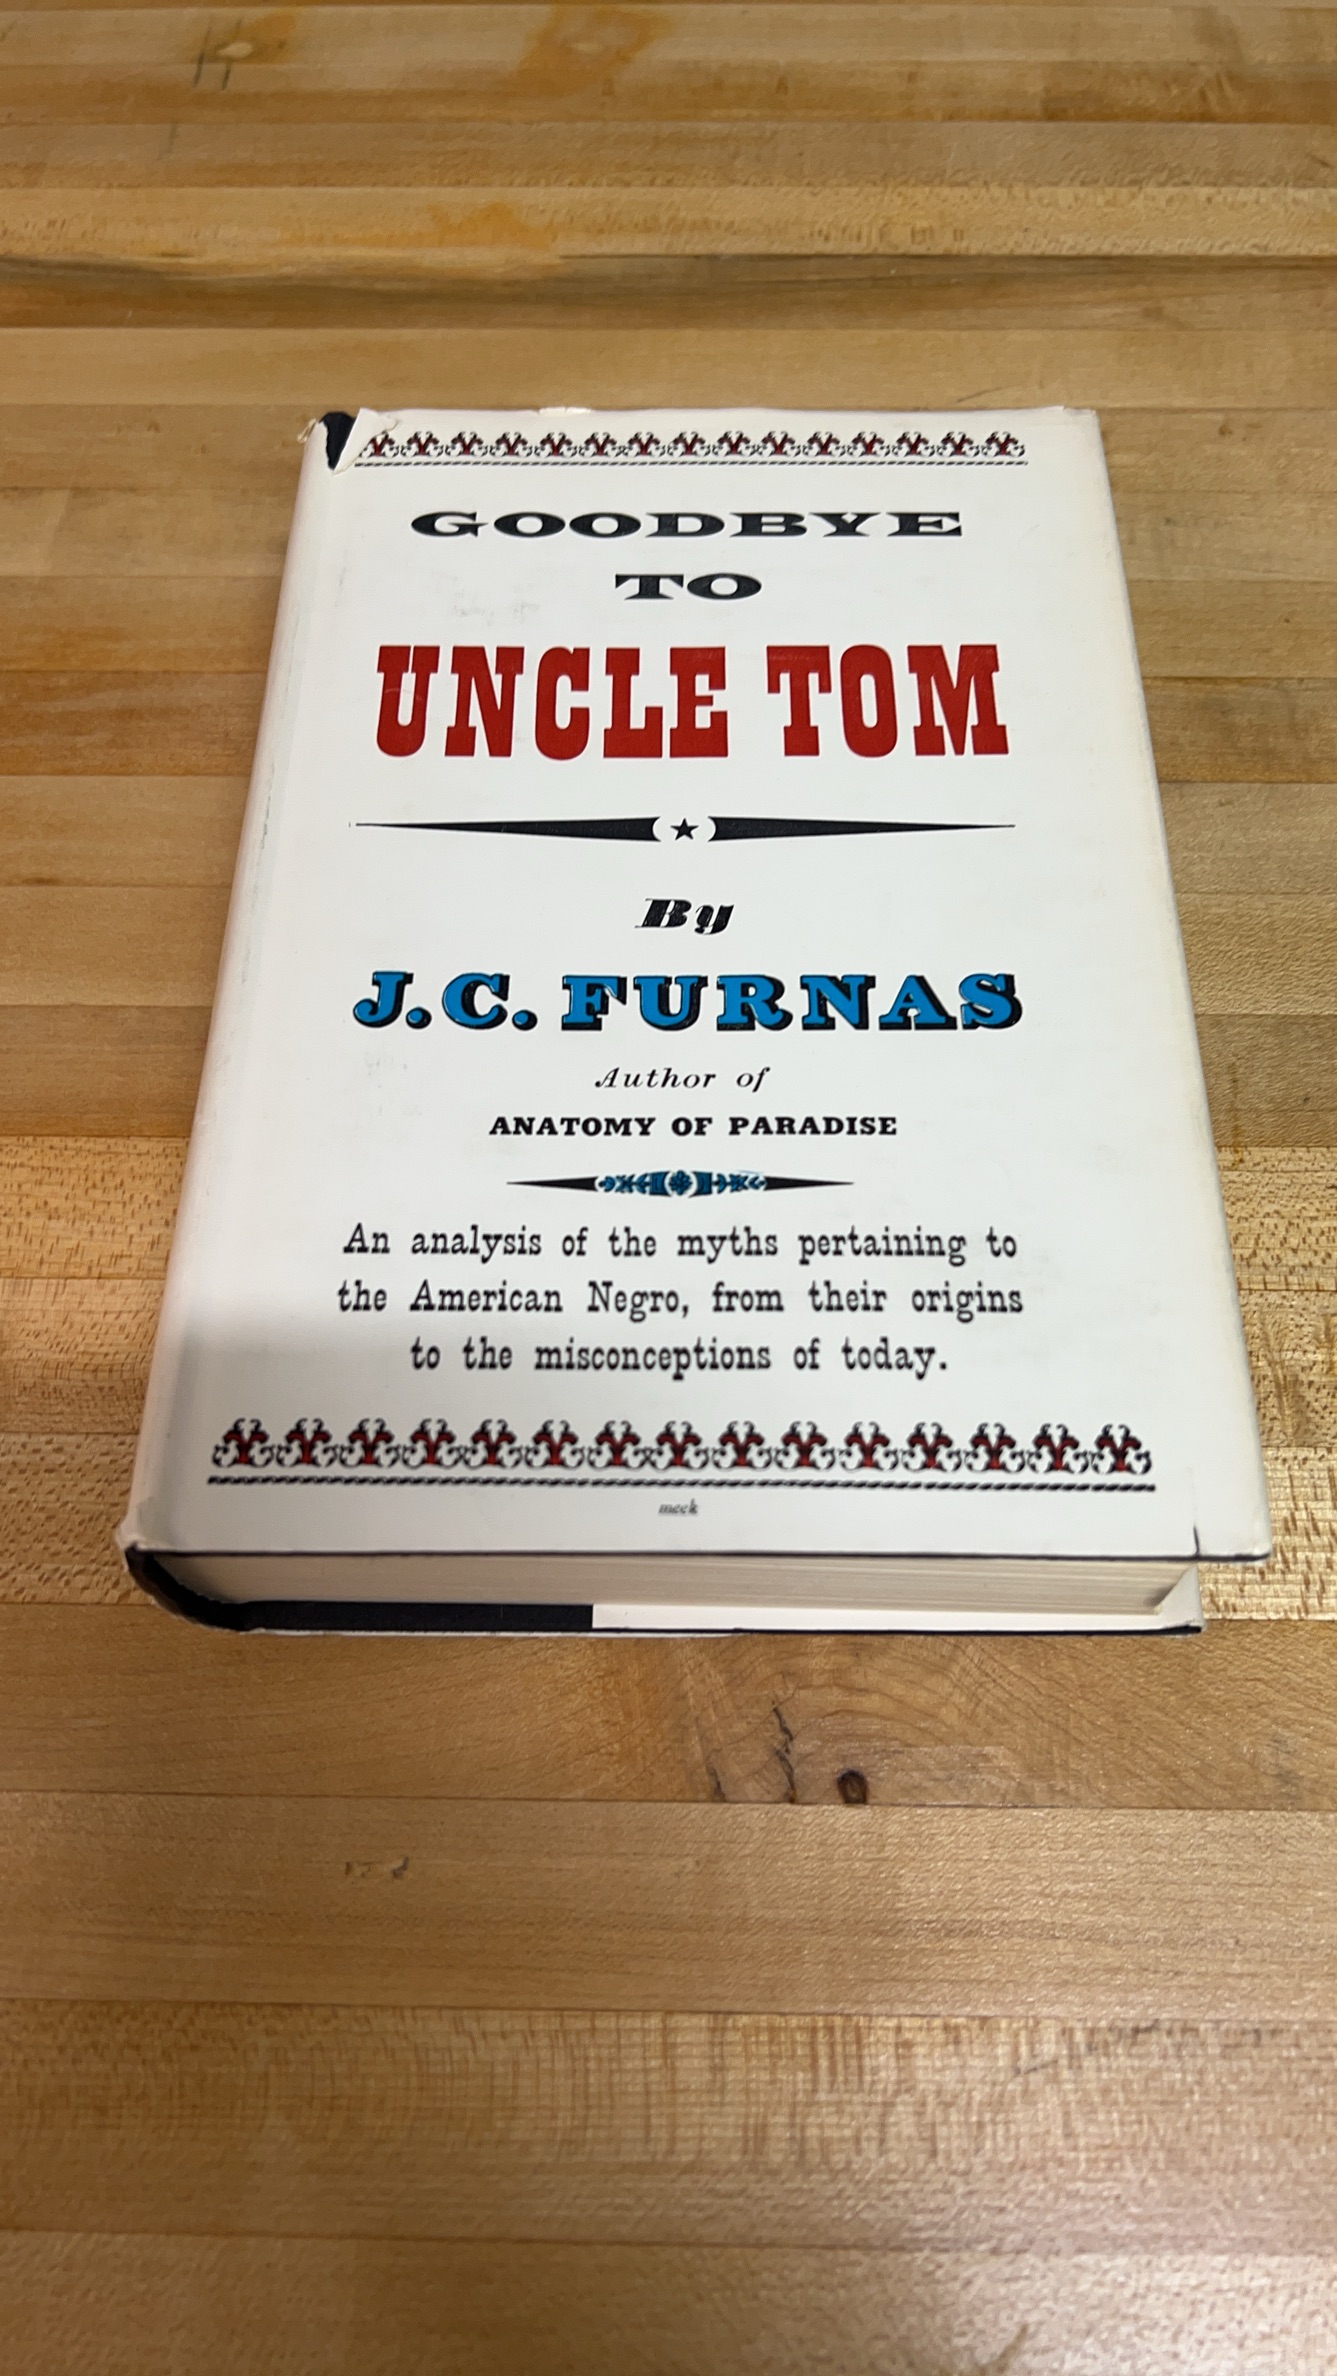 GOODBYE
TO
UNCLE TOM
By
J.C. FURNAS
Author of
ANATOMY OF PARADISE
An analysis of the myths pertaining to
the American Negro, from their origins
to the misconceptions of today.
meek